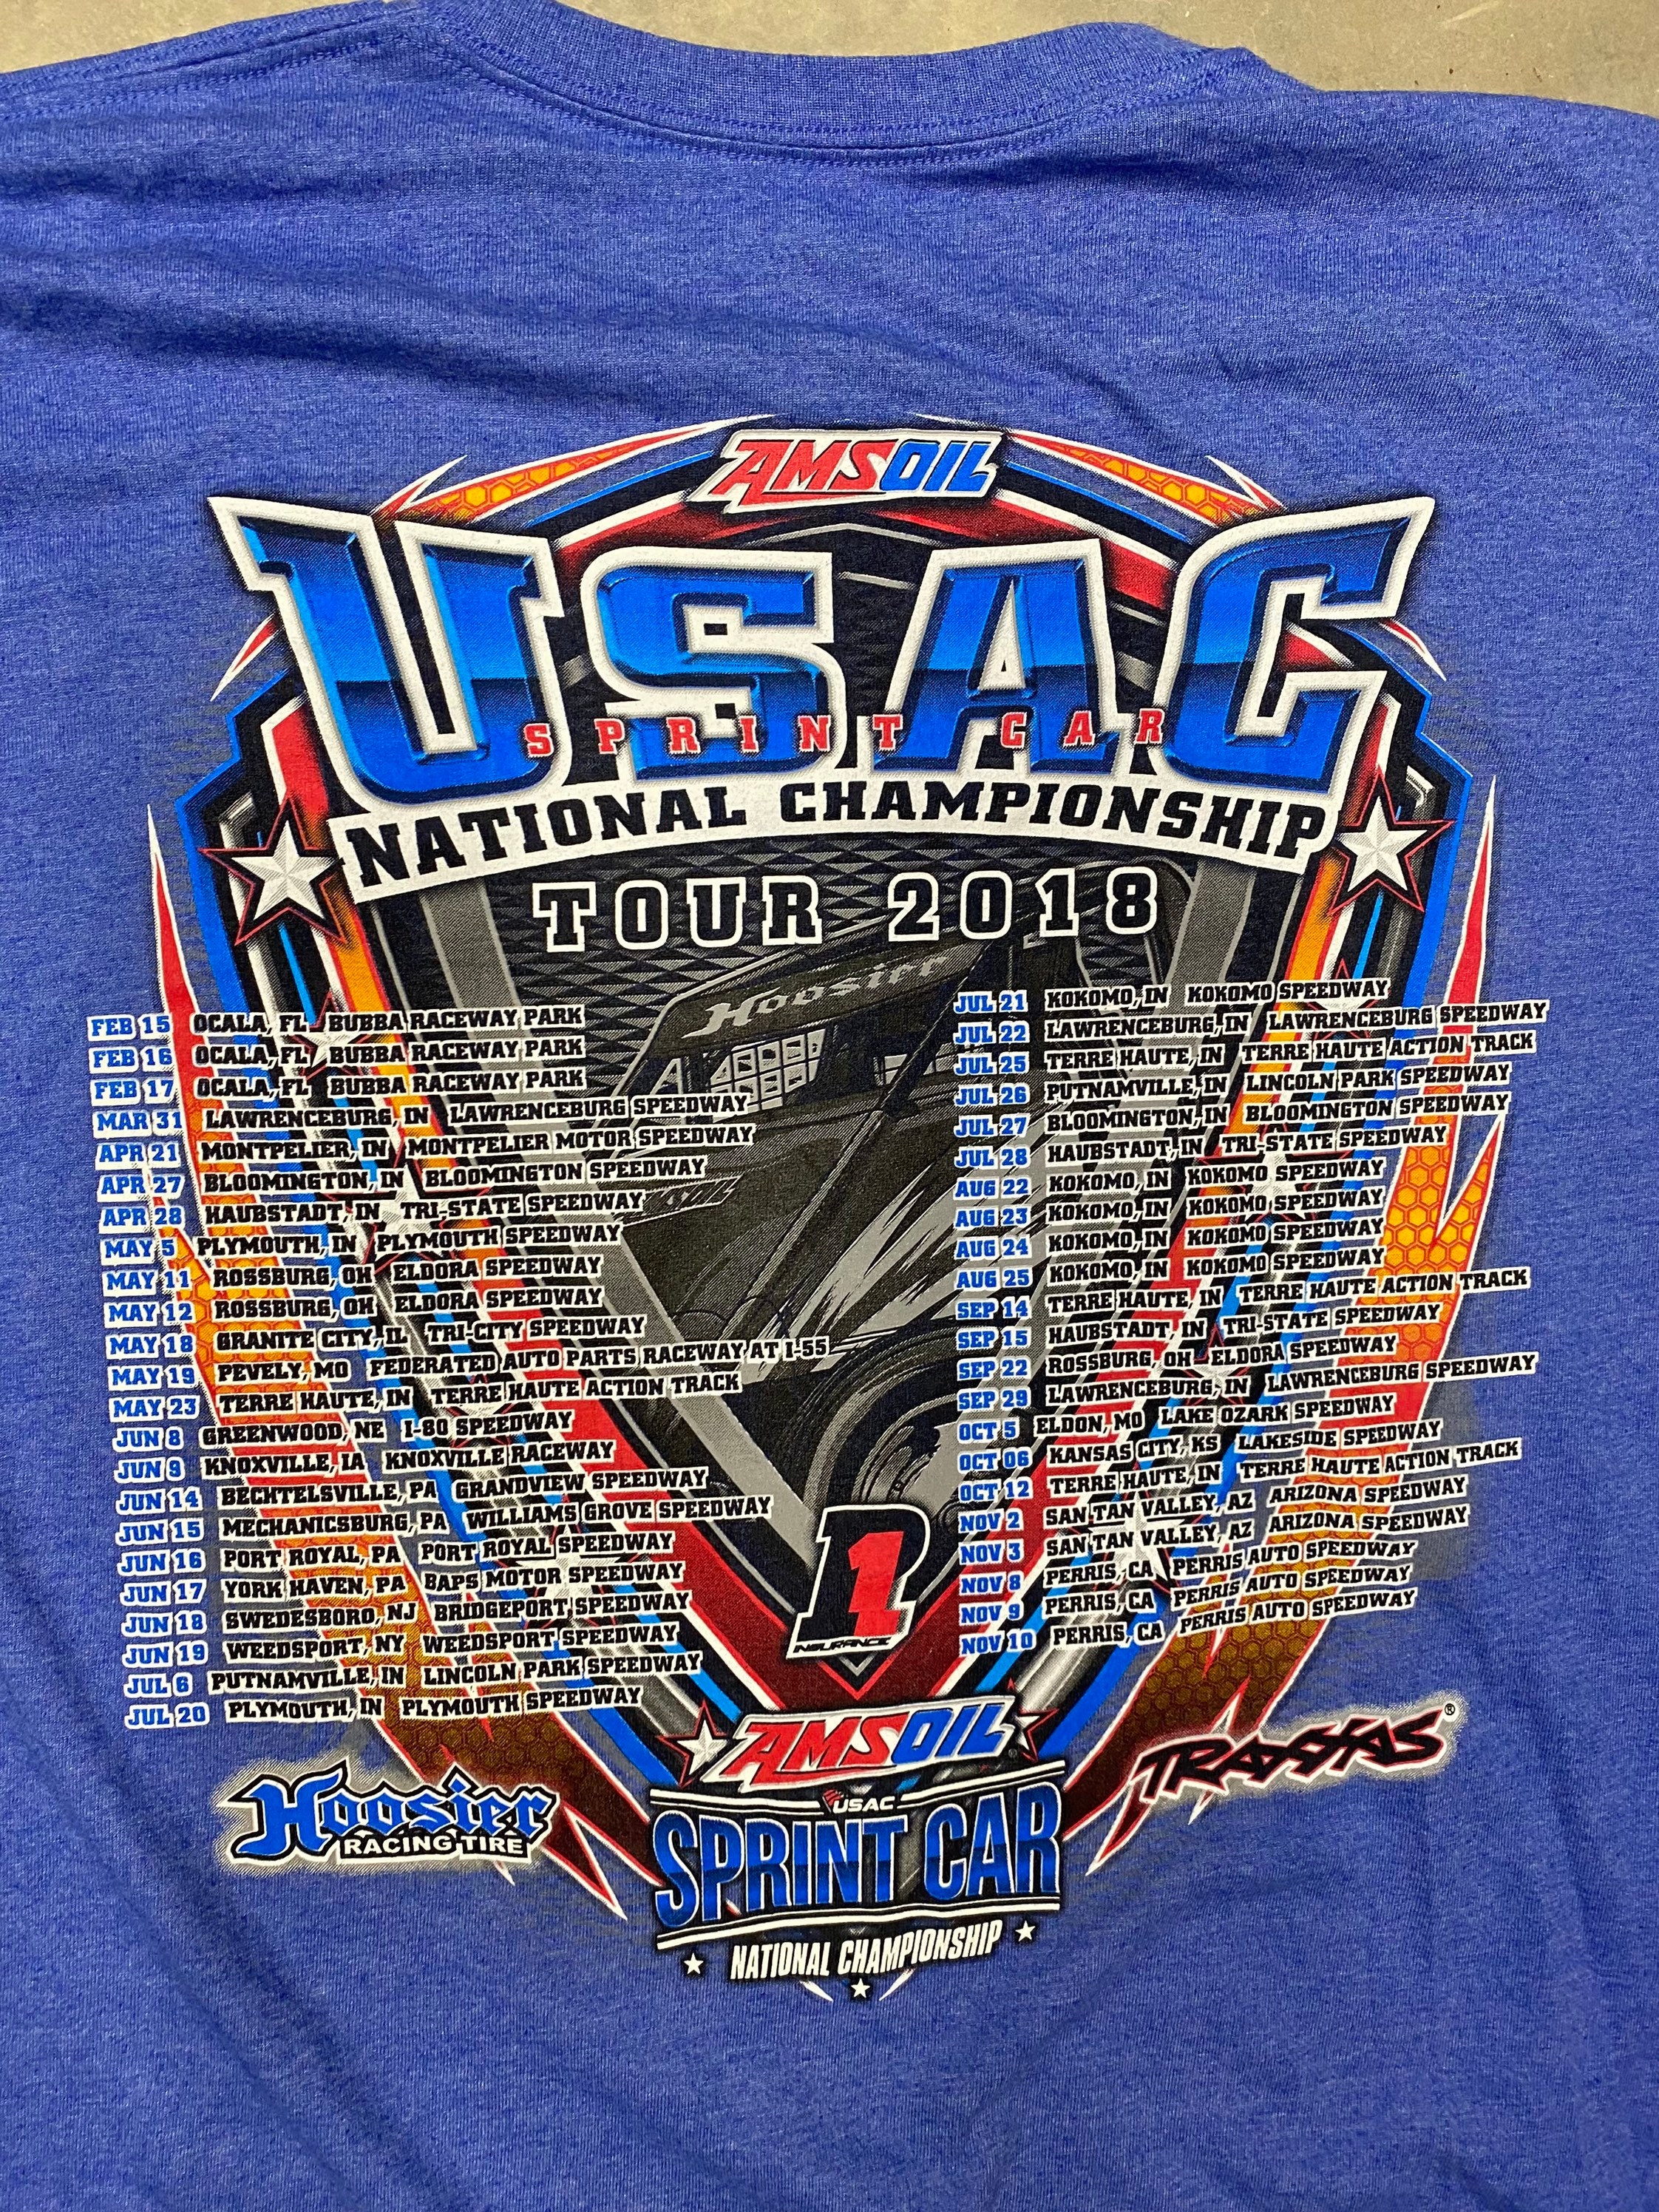 AMSOIL
USAC
SPRINT CAR
NATIONAL CHAMPIONSHIP
TOUR 2018
Hoosier
FEB 15 OCALA, FL BUBBA RACEWAY PARK
FEB 16 OCALA, FL BUBBA RACEWAY PARK
FEB 17 OCALA, FL BUBBA RACEWAY PARK
MAR 31 LAWRENCEBURG, IN LAWRENCEBURG SPEEDWAY
APR 21 MONTPELIER, IN MONTPELIER MOTOR SPEEDWAY
APR 27 BLOOMINGTON, IN BLOOMINGTON SPEEDWAY
APR 28 HAUBSTADT, IN TRI-STATE SPEEDWAY
MAY 5 PLYMOUTH, IN PLYMOUTH SPEEDWAY
MAY 11 ROSSBURG, OH ELDORA SPEEDWAY
MAY 12 ROSSBURG, OH ELDORA SPEEDWAY
MAY 18 GRANITE CITY, IL TRI-CITY SPEEDWAY
MAY 19 PEVELY, MO FEDERATED AUTO PARTS RACEWAY AT I-55
MAY 23 TERRE HAUTE, IN TERRE HAUTE ACTION TRACK
JUN 8 GREENWOOD, NE I-80 SPEEDWAY
JUN 9 KNOXVILLE, IA KNOXVILLE RACEWAY
JUN 14 BECHTELSVILLE, PA GRANDVIEW SPEEDWAY
JUN 15 MECHANICSBURG, PA WILLIAMS GROVE SPEEDWAY
JUN 16 PORT ROYAL, PA PORT ROYAL SPEEDWAY
JUN 17 YORK HAVEN, PA BAPS MOTOR SPEEDWAY
JUN 18 SWEDESBORO, NJ BRIDGEPORT SPEEDWAY
JUN 19 WEEDSPORT, NY WEEDSPORT SPEEDWAY
JUL 6 PUTNAMVILLE, IN LINCOLN PARK SPEEDWAY
JUL 20 PLYMOUTH, IN PLYMOUTH SPEEDWAY
JUL 21 KOKOMO, IN KOKOMO SPEEDWAY
JUL 22 LAWRENCEBURG, IN LAWRENCEBURG SPEEDWAY
JUL 25 TERRE HAUTE, IN TERRE HAUTE ACTION TRACK
JUL 26 PUTNAMVILLE, IN LINCOLN PARK SPEEDWAY
JUL 27 BLOOMINGTON, IN BLOOMINGTON SPEEDWAY
JUL 28 HAUBSTADT, IN TRI-STATE SPEEDWAY
AUG 22 KOKOMO, IN KOKOMO SPEEDWAY
AUG 23 KOKOMO, IN KOKOMO SPEEDWAY
AUG 24 KOKOMO, IN KOKOMO SPEEDWAY
AUG 25 KOKOMO, IN KOKOMO SPEEDWAY
SEP 14 TERRE HAUTE, IN TERRE HAUTE ACTION TRACK
SEP 15 HAUBSTADT, IN TRI-STATE SPEEDWAY
SEP 22 ROSSBURG, OH ELDORA SPEEDWAY
SEP 29 LAWRENCEBURG, IN LAWRENCEBURG SPEEDWAY
OCT 5 ELDON, MO LAKE OZARK SPEEDWAY
OCT 06 KANSAS CITY, KS LAKESIDE SPEEDWAY
OCT 12 TERRE HAUTE, IN TERRE HAUTE ACTION TRACK
NOV 2 SAN TAN VALLEY, AZ ARIZONA SPEEDWAY
NOV 3 SAN TAN VALLEY, AZ ARIZONA SPEEDWAY
NOV 8 PERRIS, CA PERRIS AUTO SPEEDWAY
NOV 9 PERRIS, CA PERRIS AUTO SPEEDWAY
NOV 10 PERRIS, CA PERRIS AUTO SPEEDWAY
AMSOIL
P1
INSURANCE
Hoosier
RACING TIRE
AMSOIL
USAC
SPRINT CAR
NATIONAL CHAMPIONSHIP
TRAXXAS®